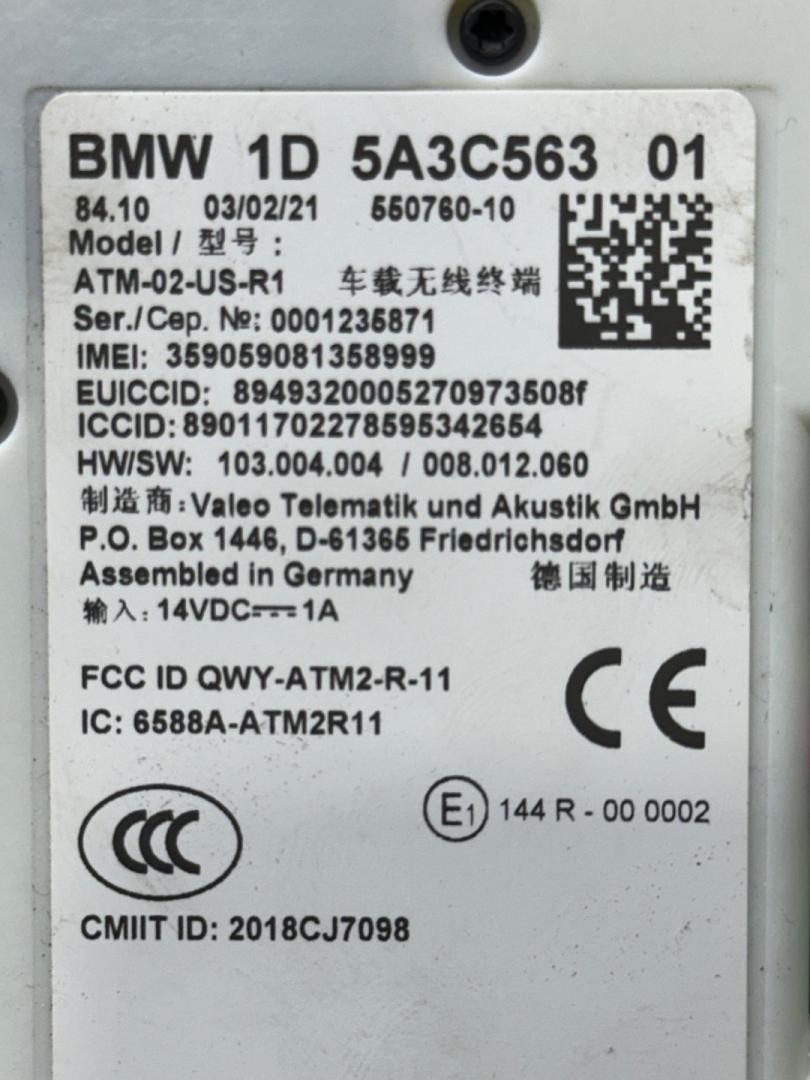 BMW 1D 5A3C563 01
84.10 03/02/21 550760-10
Model / 型号 :
ATM-02-US-R1 车载无线终端
Ser./Сер. №: 0001235871
IMEI: 359059081358999
EUICCID: 8949320005270973508f
ICCID: 89011702278595342654
HW/SW: 103.004.004 / 008.012.060
制造商: Valeo Telematik und Akustik GmbH
P.O. Box 1446, D-61365 Friedrichsdorf
Assembled in Germany 德国制造
输入: 14VDC⎓1A
FCC ID QWY-ATM2-R-11
IC: 6588A-ATM2R11
CE
E1 144 R - 00 0002
CCC
CMIIT ID: 2018CJ7098